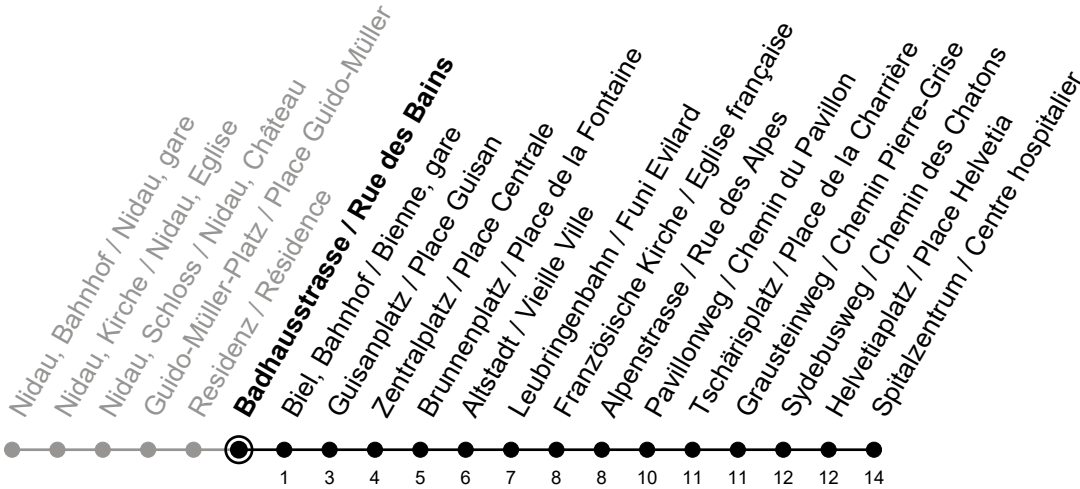 Nidau, Bahnhof / Nidau, gare
Nidau, Kirche / Nidau, Eglise
Nidau, Schloss / Nidau, Château
Guido-Müller-Platz / Place Guido-Müller
Residenz / Résidence
Badhausstrasse / Rue des Bains
Biel, Bahnhof / Bienne, gare
Guisanplatz / Place Guisan
Zentralplatz / Place Centrale
Brunnenplatz / Place de la Fontaine
Altstadt / Vieille Ville
Leubringenbahn / Funi Evilard
Französische Kirche / Eglise française
Alpenstrasse / Rue des Alpes
Pavillonweg / Chemin du Pavillon
Tschärisplatz / Place de la Charrière
Grausteinweg / Chemin Pierre-Grise
Sydebusweg / Chemin des Chatons
Helvetiaplatz / Place Helvetia
Spitalzentrum / Centre hospitalier
1 3 4 5 6 7 8 8 10 11 11 12 12 14